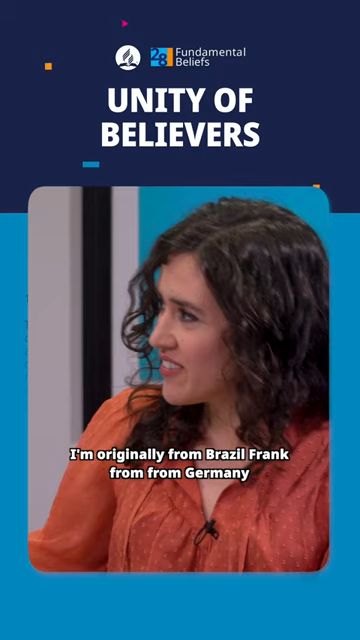 28
Fundamental
Beliefs
UNITY OF
BELIEVERS
I'm originally from Brazil Frank
from from Germany